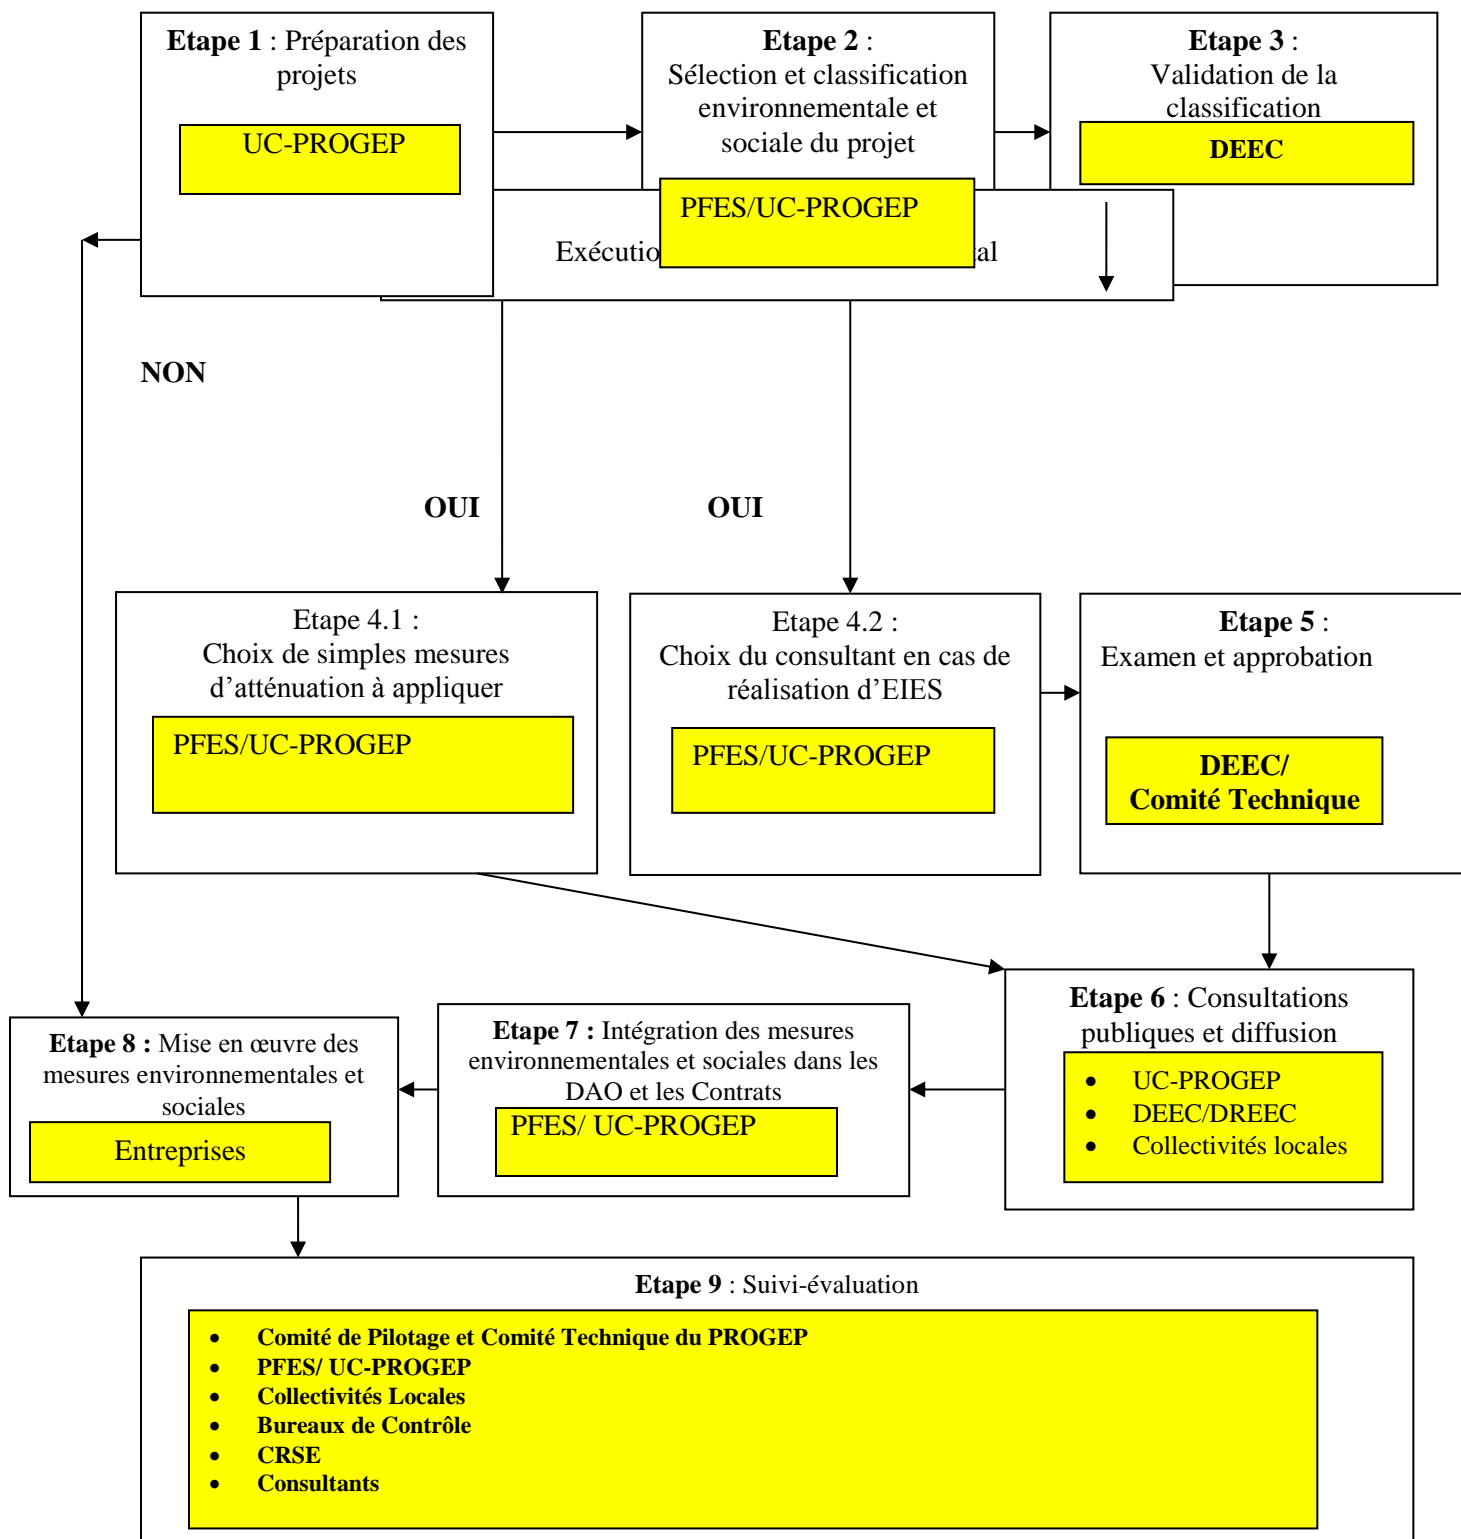 Etape 1 : Préparation des
projets
UC-PROGEP
Etape 2 :
Sélection et classification
environnementale et
sociale du projet
PFES/UC-PROGEP
Etape 3 :
Validation de la
classification
DEEC
NON
OUI
OUI
Etape 4.1 :
Choix de simples mesures
d’atténuation à appliquer
PFES/UC-PROGEP
Etape 4.2 :
Choix du consultant en cas de
réalisation d’EIES
PFES/UC-PROGEP
Etape 5 :
Examen et approbation
DEEC/
Comité Technique
Etape 6 : Consultations
publiques et diffusion
• UC-PROGEP
• DEEC/DREEC
• Collectivités locales
Etape 7 : Intégration des mesures
environnementales et sociales dans les
DAO et les Contrats
PFES/ UC-PROGEP
Etape 8 : Mise en œuvre des
mesures environnementales et
sociales
Entreprises
Etape 9 : Suivi-évaluation
• Comité de Pilotage et Comité Technique du PROGEP
• PFES/ UC-PROGEP
• Collectivités Locales
• Bureaux de Contrôle
• CRSE
• Consultants